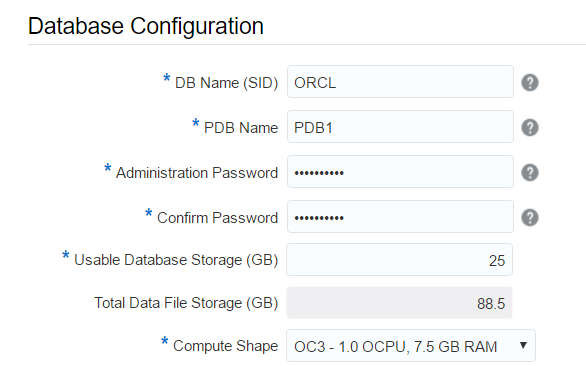 Database Configuration
* DB Name (SID) ORCL ?
* PDB Name PDB1 ?
* Administration Password •••••••••• ?
* Confirm Password •••••••••• ?
* Usable Database Storage (GB) 25
Total Data File Storage (GB) 88.5
* Compute Shape OC3 - 1.0 OCPU, 7.5 GB RAM ▼